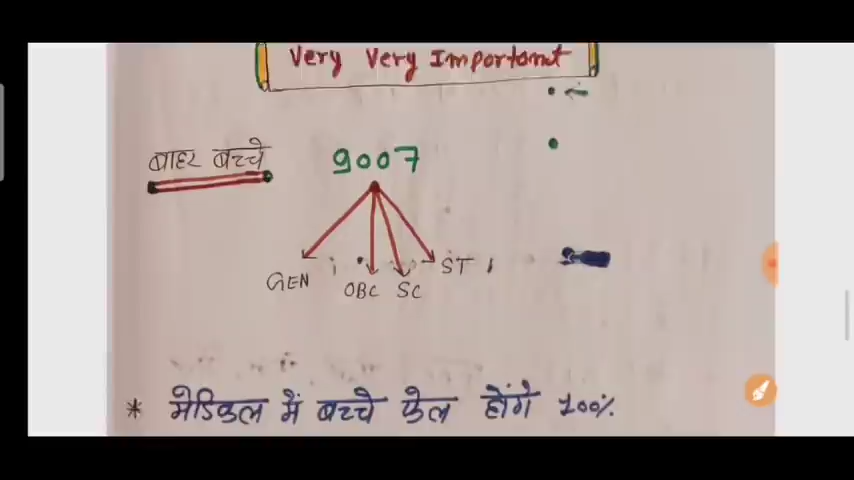 Very Very Important
बाहर बच्चे
9007
GEN
OBC
SC
ST
* मेडिकल में बच्चे फेल होंगे 100%